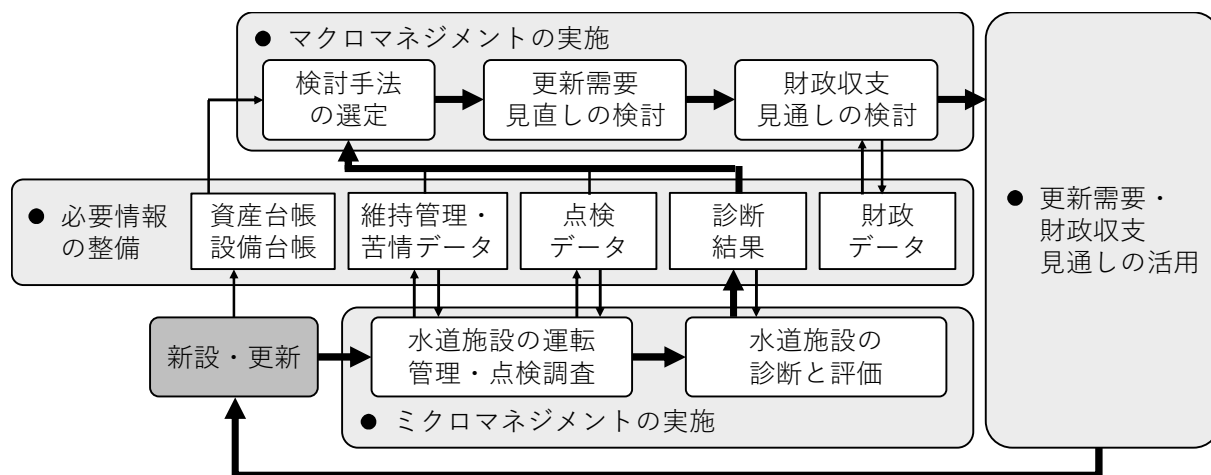 ● マクロマネジメントの実施
検討手法
の選定
更新需要
見直しの検討
財政収支
見通しの検討
● 必要情報
の整備
資産台帳
設備台帳
維持管理・
苦情データ
点検
データ
診断
結果
財政
データ
● 更新需要・
財政収支
見通しの活用
新設・更新
水道施設の運転
管理・点検調査
水道施設の
診断と評価
● ミクロマネジメントの実施